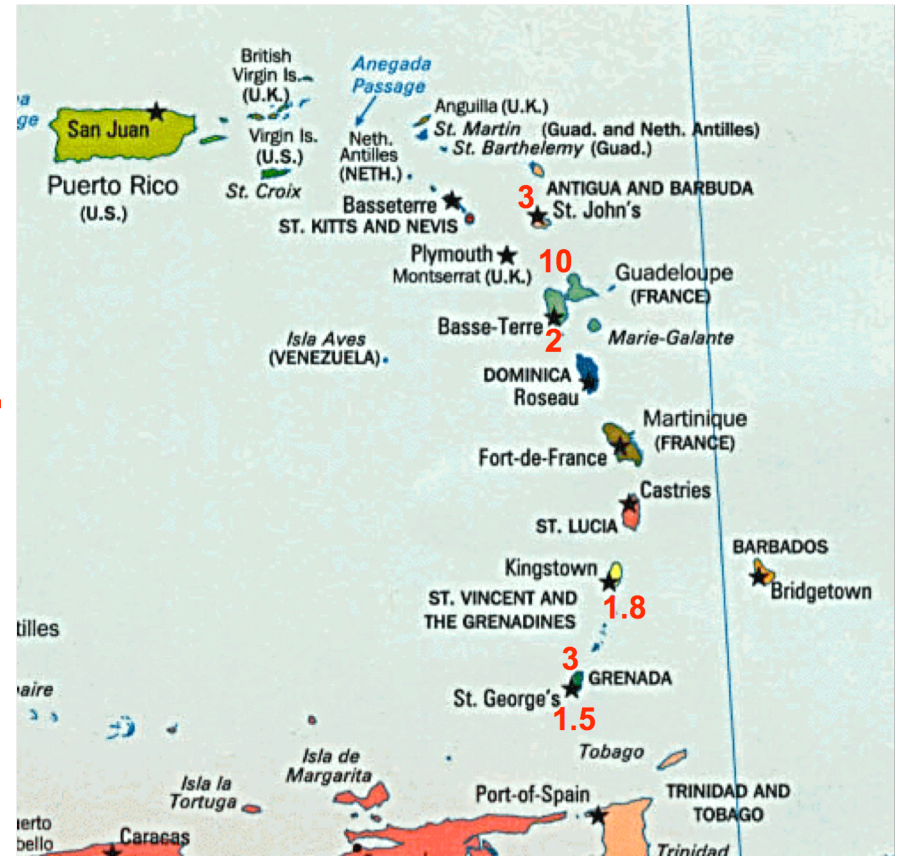 British
Virgin Is.
(U.K.)
Anegada
Passage
San Juan
Puerto Rico
(U.S.)
Virgin Is.
(U.S.)
St. Croix
Neth.
Antilles
(NETH.)
Anguilla (U.K.)
St. Martin (Guad. and Neth. Antilles)
St. Barthelemy (Guad.)
Basseterre
ST. KITTS AND NEVIS
ANTIGUA AND BARBUDA
3
St. John's
Plymouth
Montserrat (U.K.)
10
Guadeloupe
(FRANCE)
Basse-Terre
2
Marie-Galante
Isla Aves
(VENEZUELA)
DOMINICA
Roseau
Martinique
(FRANCE)
Fort-de-France
Castries
ST. LUCIA
BARBADOS
Bridgetown
Kingstown
ST. VINCENT AND
THE GRENADINES
1.8
tilles
3
GRENADA
St. George's
1.5
aire
Tobago
Isla de
Margarita
Isla la
Tortuga
Port-of-Spain
TRINIDAD AND
TOBAGO
Trinidad
uerto
bello
Caracas